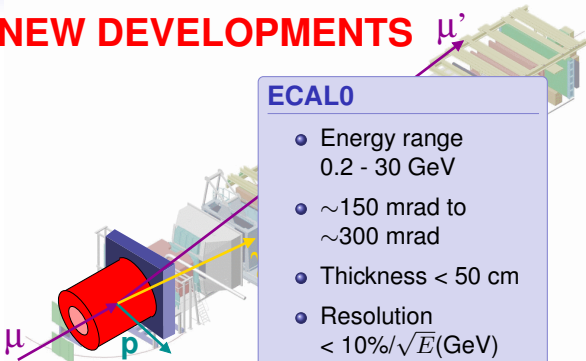 NEW DEVELOPMENTS
μ’
ECAL0
• Energy range
0.2 - 30 GeV
• ∼150 mrad to
∼300 mrad
• Thickness < 50 cm
• Resolution
< 10%/√E(GeV)
μ
p